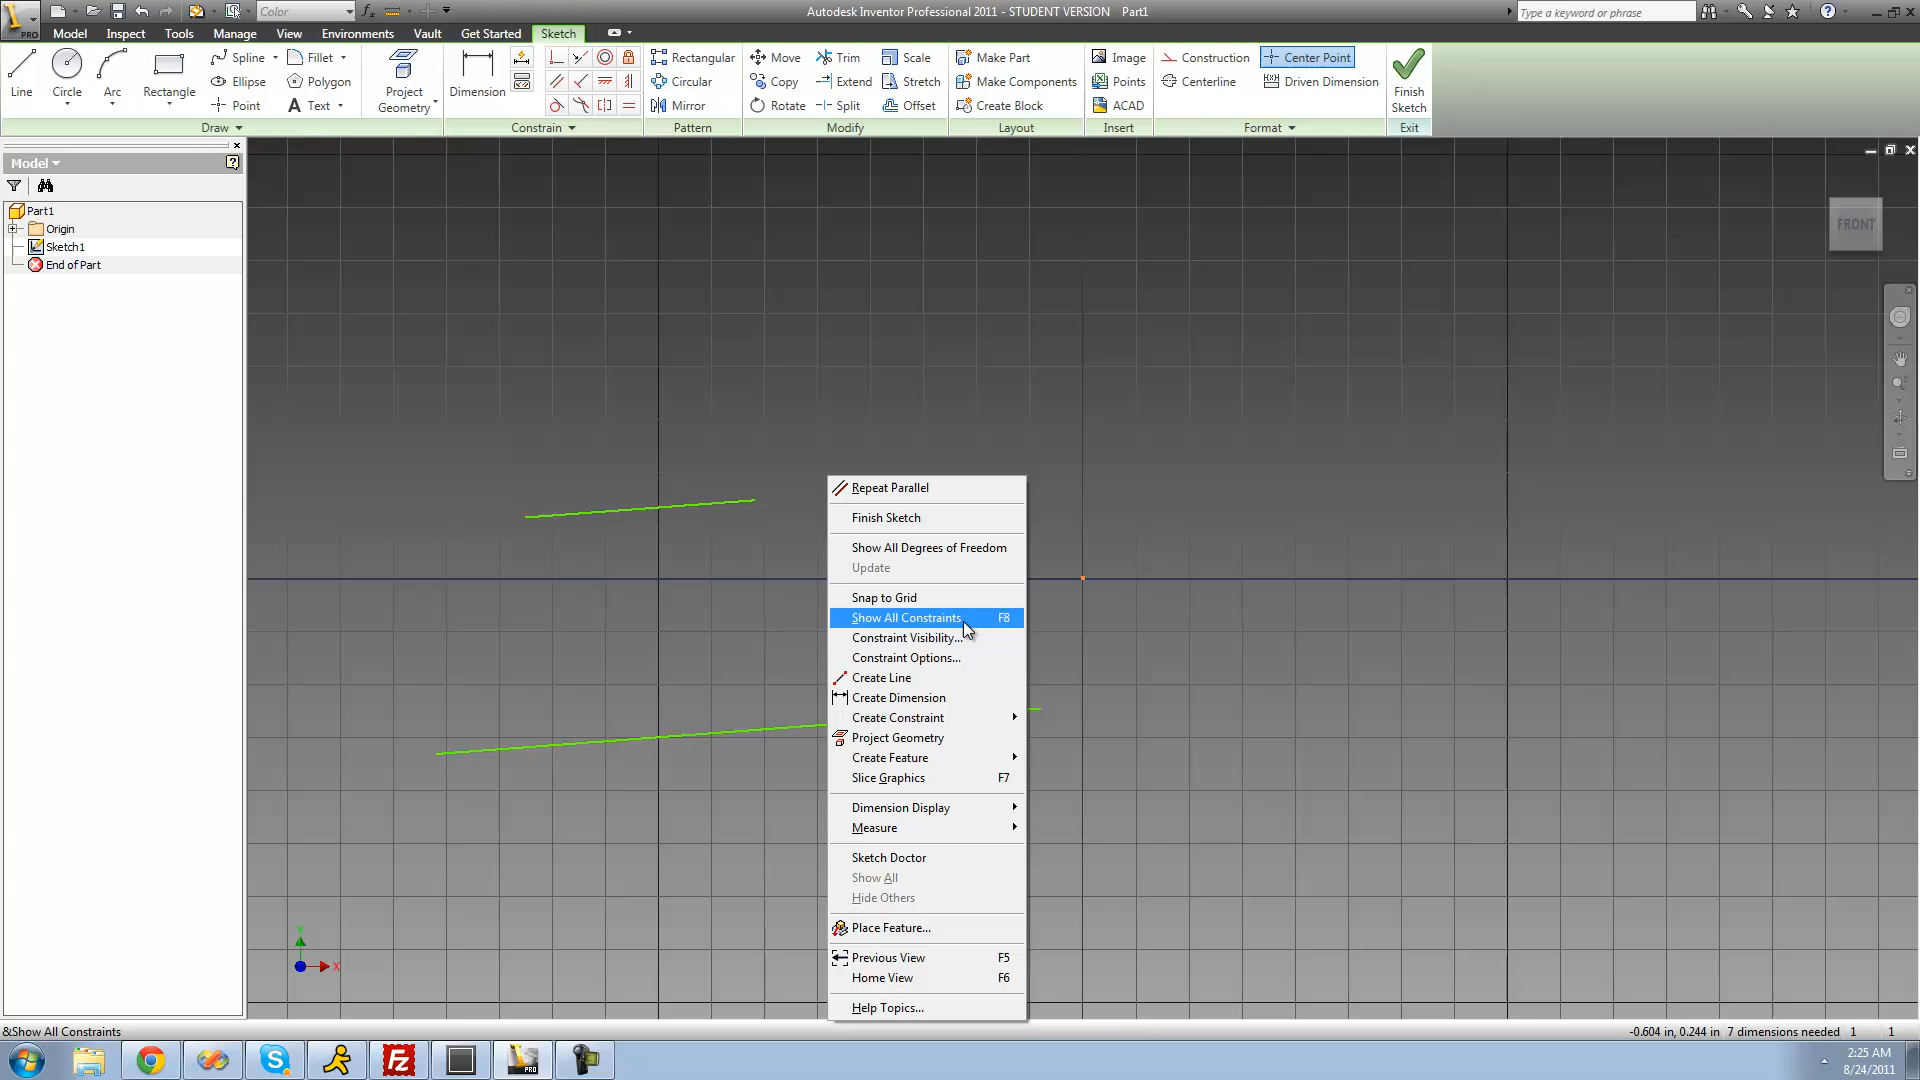 Color
Autodesk Inventor Professional 2011 - STUDENT VERSION Part1
Type a keyword or phrase
PRO
Model Inspect Tools Manage View Environments Vault Get Started Sketch
Line Circle Arc Rectangle
Spline Fillet
Ellipse Polygon
Point Text
Project Geometry
Dimension
Rectangular
Circular
Mirror
Move Trim Scale
Copy Extend Stretch
Rotate Split Offset
Make Part
Make Components
Create Block
Image
Points
ACAD
Construction Center Point
Centerline Driven Dimension
Finish Sketch
Draw Constrain Pattern Modify Layout Insert Format Exit
Model
Part1
Origin
Sketch1
End of Part
FRONT
Repeat Parallel
Finish Sketch
Show All Degrees of Freedom
Update
Snap to Grid
Show All Constraints F8
Constraint Visibility...
Constraint Options...
Create Line
Create Dimension
Create Constraint
Project Geometry
Create Feature
Slice Graphics F7
Dimension Display
Measure
Sketch Doctor
Show All
Hide Others
Place Feature...
Previous View F5
Home View F6
Help Topics...
Y
X
&Show All Constraints
-0.604 in, 0.244 in 7 dimensions needed 1 1
PRO
2:25 AM
8/24/2011